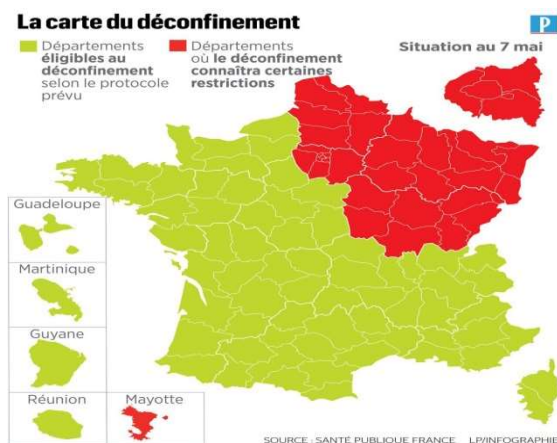 La carte du déconfinement
P
Départements
éligibles au
déconfinement
selon le protocole
prévu
Départements
où le déconfinement
connaîtra certaines
restrictions
Situation au 7 mai
Guadeloupe
Martinique
Guyane
Réunion
Mayotte
SOURCE : SANTÉ PUBLIQUE FRANCE LP/INFOGRAPHIE